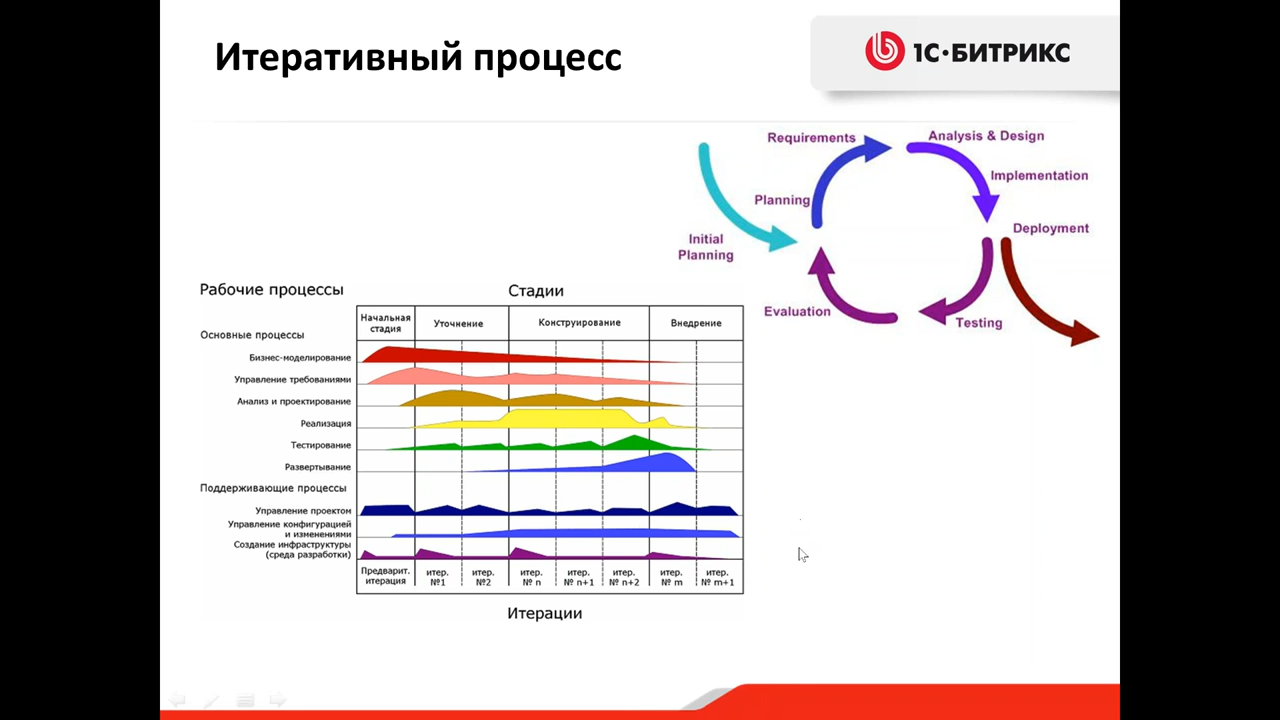 Итеративный процесс
1С·БИТРИКС
Requirements
Analysis & Design
Implementation
Planning
Deployment
Initial
Planning
Evaluation
Testing
Рабочие процессы
Стадии
Начальная
стадия
Уточнение
Конструирование
Внедрение
Основные процессы
Бизнес-моделирование
Управление требованиями
Анализ и проектирование
Реализация
Тестирование
Развертывание
Поддерживающие процессы
Управление проектом
Управление конфигурацией
и изменениями
Создание инфраструктуры
(среда разработки)
Предварит.
итерация
итер.
№1
итер.
№2
итер.
№ n
итер.
№ n+1
итер.
№ n+2
итер.
№ m
итер.
№ m+1
Итерации